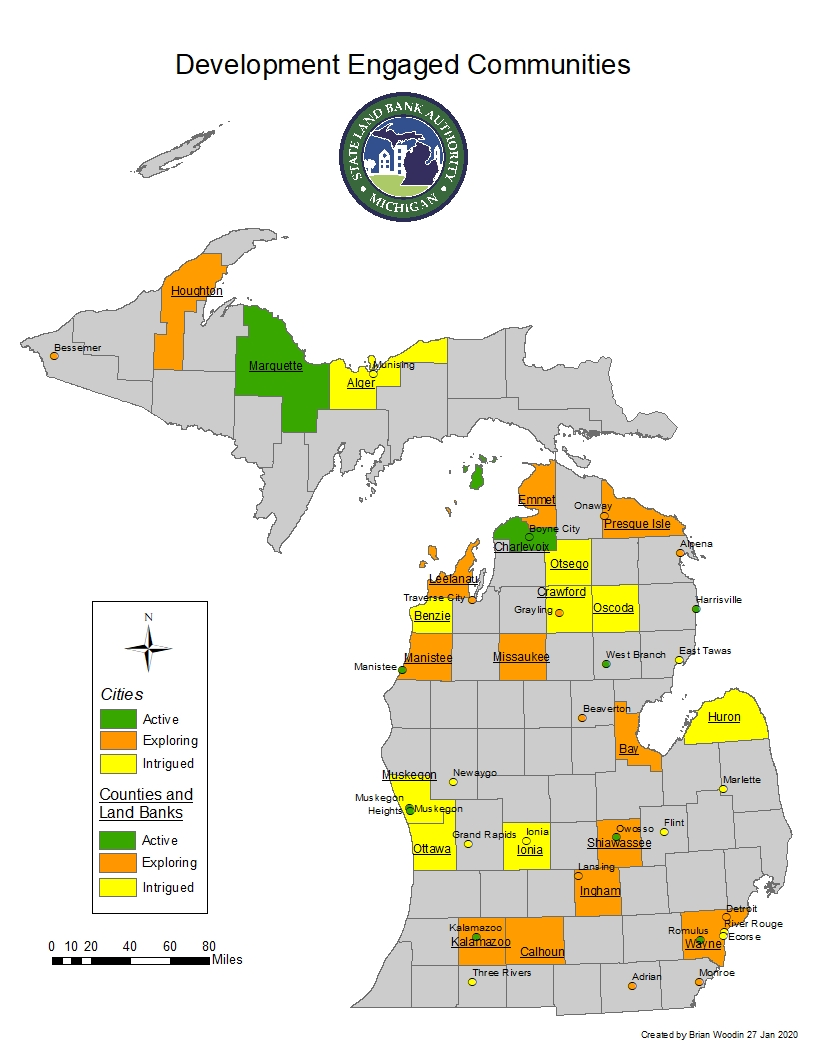 Development Engaged Communities
STATE LAND BANK AUTHORITY
MICHIGAN
Houghton
Bessemer
Marquette
Munising
Alger
Emmet
Onaway
Presque Isle
Boyne City
Charlevoix
Alpena
Otsego
Leelanau
Crawford
Traverse City
Grayling
Oscoda
Harrisville
Benzie
Manistee
Missaukee
West Branch
East Tawas
Manistee
Beaverton
Huron
Bay
Muskegon
Newaygo
Marlette
Muskegon
Heights
Muskegon
Grand Rapids
Ionia
Owosso
Flint
Ottawa
Ionia
Shiawassee
Lansing
Ingham
Detroit
Kalamazoo
River Rouge
Romulus
Ecorse
Kalamazoo
Calhoun
Wayne
Three Rivers
Adrian
Monroe
N
Cities
Active
Exploring
Intrigued
Counties and
Land Banks
Active
Exploring
Intrigued
0 10 20 40 60 80
Miles
Created by Brian Woodin 27 Jan 2020